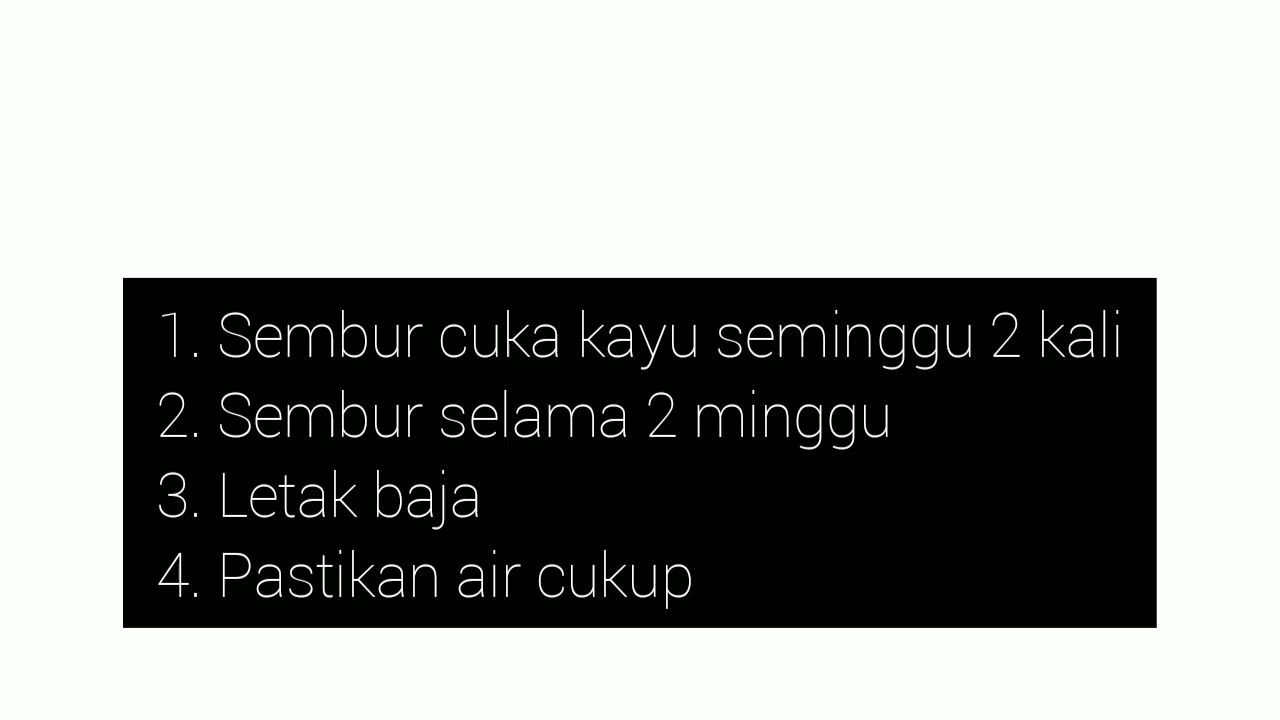 1. Sembur cuka kayu seminggu 2 kali
2. Sembur selama 2 minggu
3. Letak baja
4. Pastikan air cukup